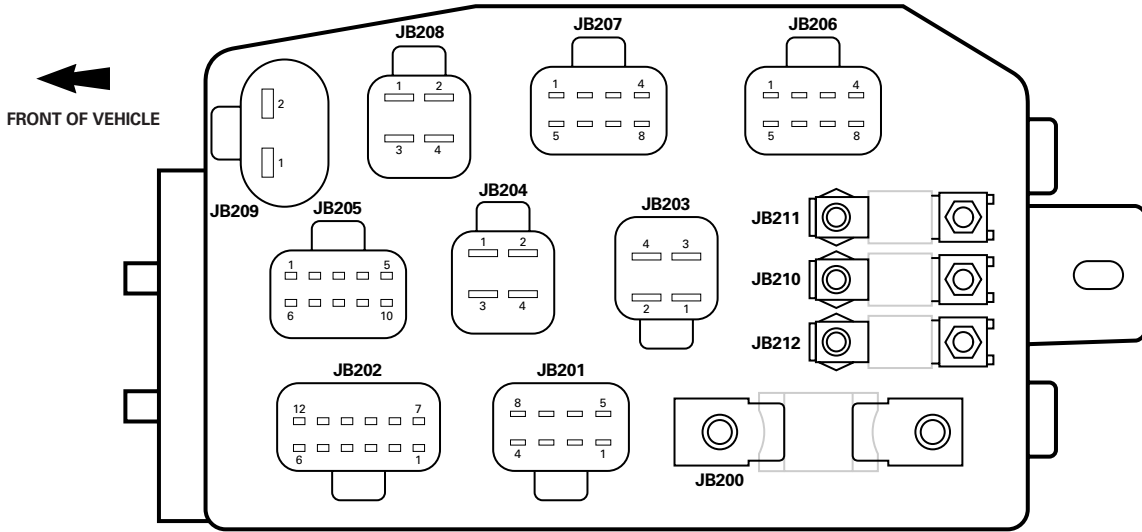 JB207
JB206
JB208
1 4
1 4
1 2
2
FRONT OF VEHICLE
5 8
5 8
3 4
1
JB204
JB203
JB209
JB205
JB211
1 2
4 3
1 5
JB210
3 4
2 1
6 10
JB212
JB202
JB201
12 7
8 5
6 1
4 1
JB200